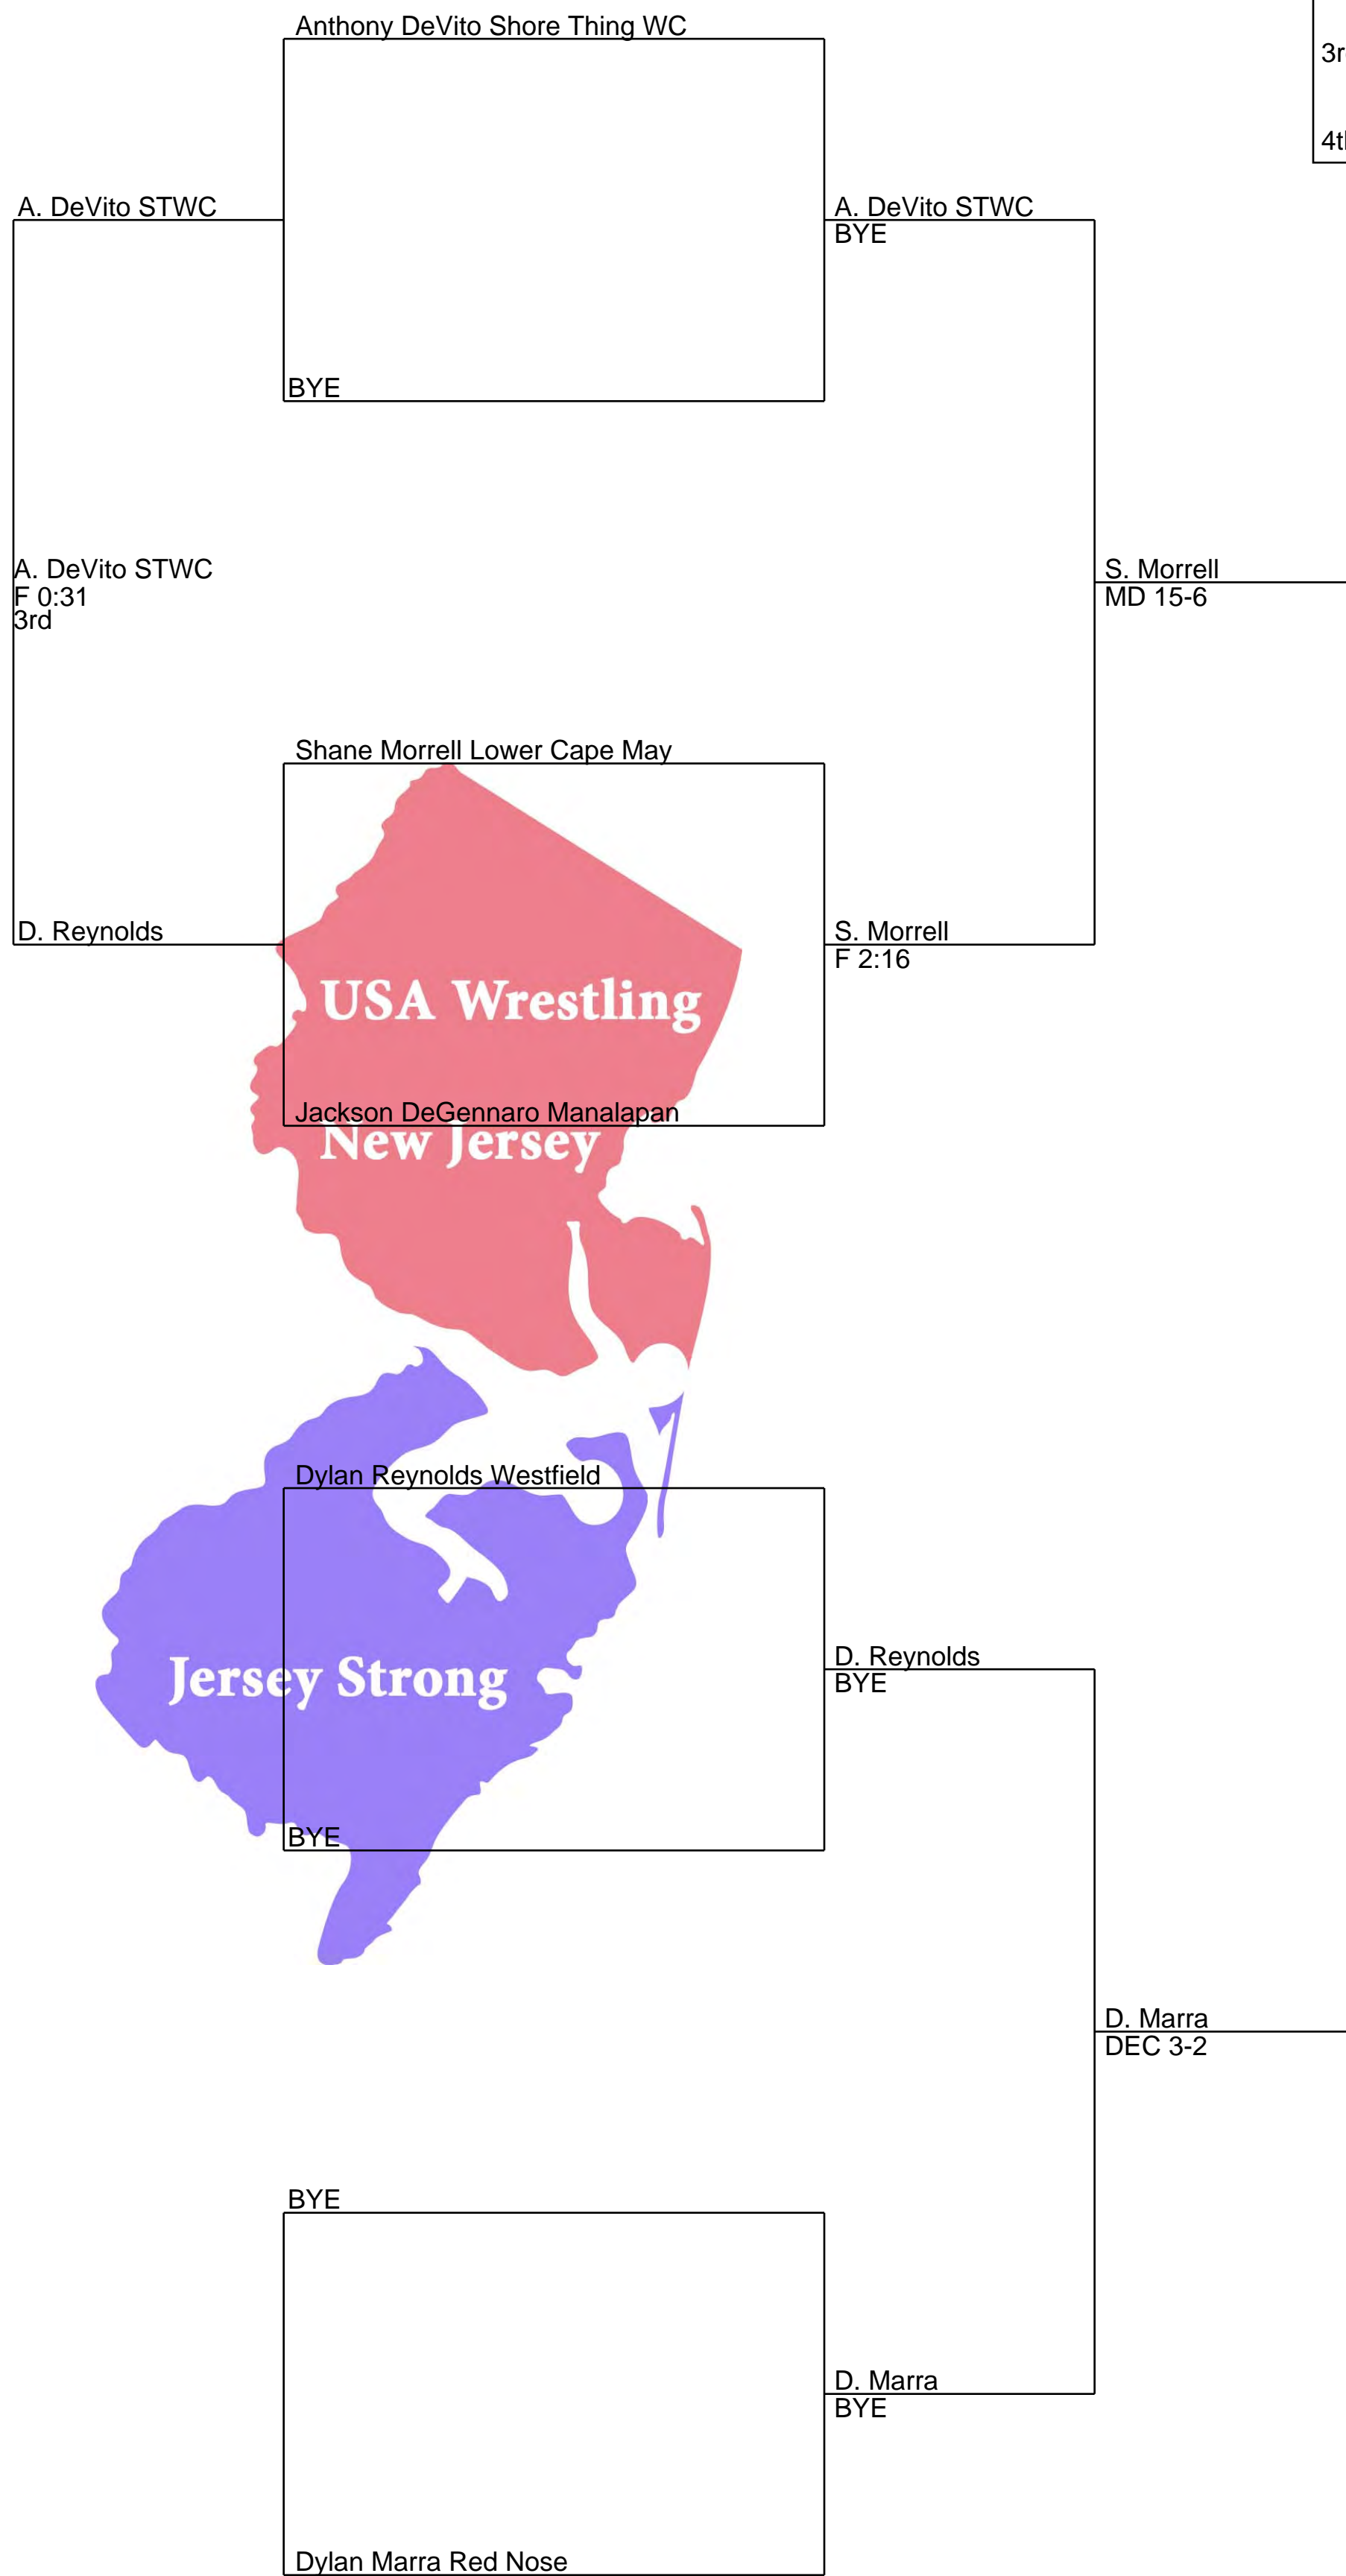 Anthony DeVito Shore Thing WC
A. DeVito STWC
A. DeVito STWC
BYE
BYE
A. DeVito STWC
F 0:31
3rd
S. Morrell
MD 15-6
Shane Morrell Lower Cape May
D. Reynolds
S. Morrell
F 2:16
USA Wrestling
Jackson DeGennaro Manalapan
New Jersey
Dylan Reynolds Westfield
D. Reynolds
BYE
Jersey Strong
BYE
D. Marra
DEC 3-2
BYE
D. Marra
BYE
Dylan Marra Red Nose